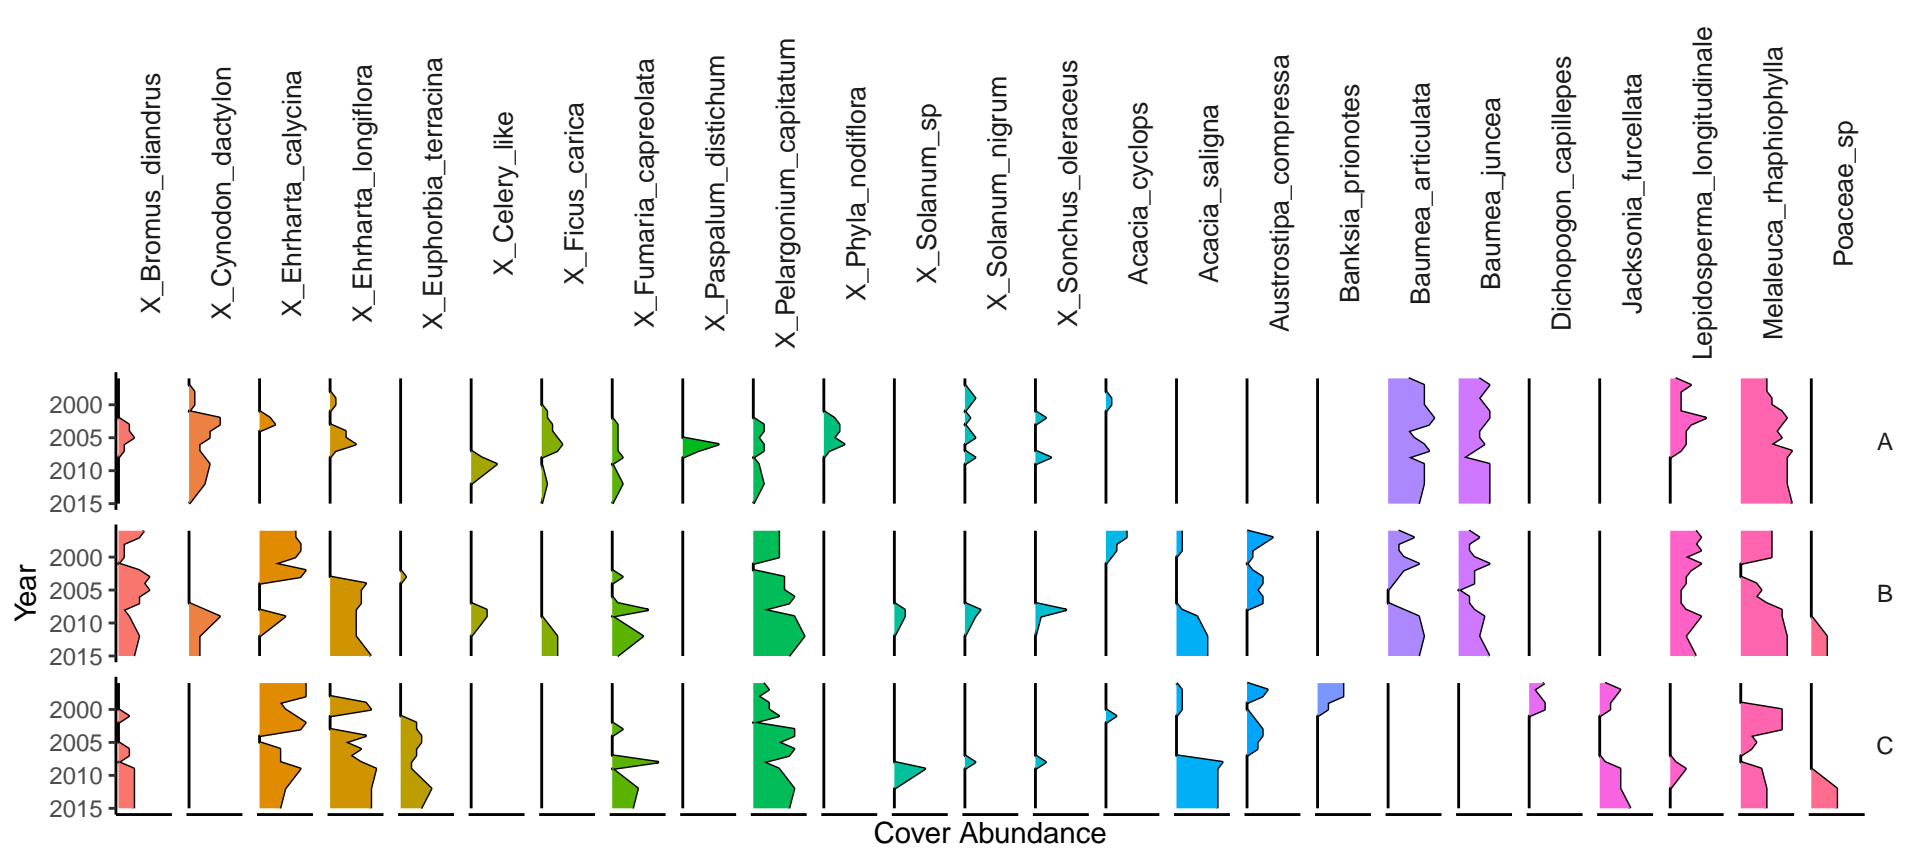 X_Bromus_diandrus
X_Cynodon_dactylon
X_Ehrharta_calycina
X_Ehrharta_longiflora
X_Euphorbia_terracina
X_Celery_like
X_Ficus_carica
X_Fumaria_capreolata
X_Paspalum_distichum
X_Pelargonium_capitatum
X_Phyla_nodiflora
X_Solanum_sp
X_Solanum_nigrum
X_Sonchus_oleraceus
Acacia_cyclops
Acacia_saligna
Austrostipa_compressa
Banksia_prionotes
Baumea_articulata
Baumea_juncea
Dichopogon_capillepes
Jacksonia_furcellata
Lepidosperma_longitudinale
Melaleuca_rhaphiophylla
Poaceae_sp
Year
2000
2005
2010
2015
A
2000
2005
2010
2015
B
2000
2005
2010
2015
C
Cover Abundance